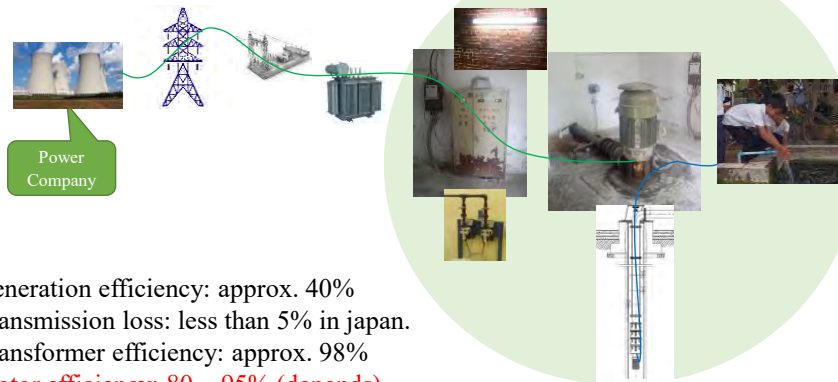 Power
Company
eneration efficiency: approx. 40%
ansmission loss: less than 5% in japan.
ansformer efficiency: approx. 98%
efficiency: 80 – 95% (depends)